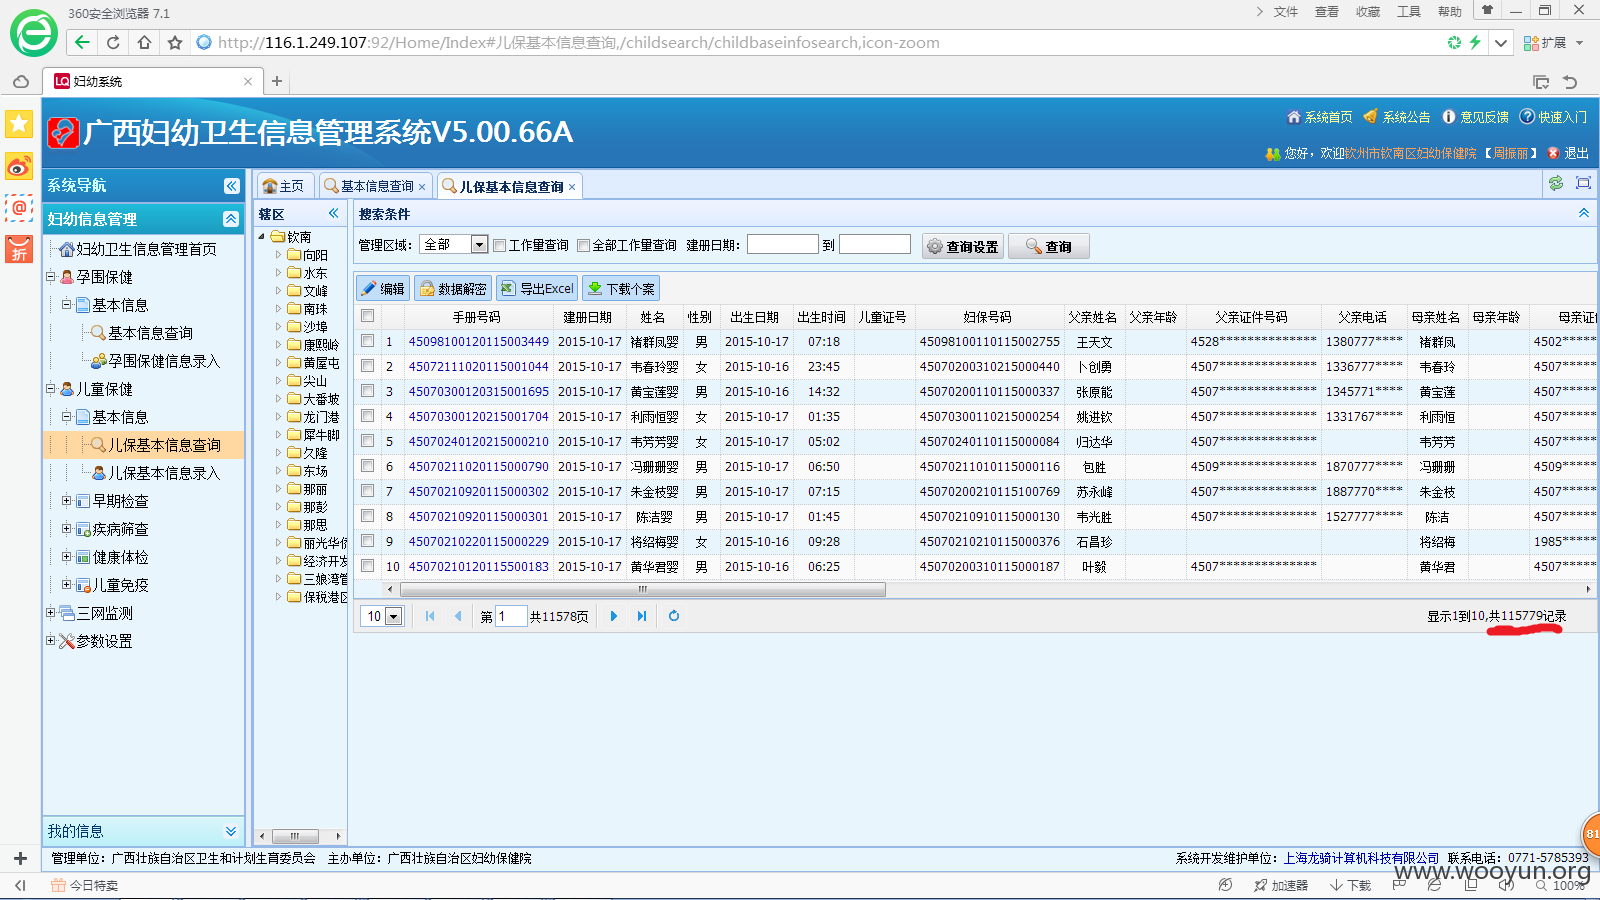 360安全浏览器 7.1
文件 查看 收藏 工具 帮助
http://116.1.249.107:92/Home/Index#儿保基本信息查询,/childsearch/childbaseinfosearch,icon-zoom
扩展
妇幼系统
广西妇幼卫生信息管理系统V5.00.66A
系统首页 系统公告 意见反馈 快速入门
您好，欢迎钦州市钦南区妇幼保健院 【周振丽】 退出
系统导航
妇幼信息管理
妇幼卫生信息管理首页
孕围保健
基本信息
基本信息查询
孕围保健信息录入
儿童保健
基本信息
儿保基本信息查询
儿保基本信息录入
早期检查
疾病筛查
健康体检
儿童免疫
三网监测
参数设置
我的信息
主页 基本信息查询 儿保基本信息查询
辖区
钦南
向阳
水东
文峰
南珠
沙埠
康熙岭
黄屋屯
尖山
大番坡
龙门港
犀牛脚
久隆
东场
那丽
那彭
那思
丽光华侨
经济开发
三娘湾管
保税港区
搜索条件
管理区域： 全部 工作量查询 全部工作量查询 建册日期： 到 查询设置 查询
编辑 数据解密 导出Excel 下载个案
手册号码 建册日期 姓名 性别 出生日期 出生时间 儿童证号 妇保号码 父亲姓名 父亲年龄 父亲证件号码 父亲电话 母亲姓名 母亲年龄 母亲证件
1 45098100120115003449 2015-10-17 褚群凤婴 男 2015-10-17 07:18 450981001110115002755 王天文 4528************** 1380777**** 褚群凤 4502*****
2 45072111020115001044 2015-10-17 韦春玲婴 女 2015-10-16 23:45 45070200310215000440 卜创勇 4507************** 1336777**** 韦春玲 4507*****
3 45070300120315001695 2015-10-17 黄宝莲婴 男 2015-10-16 14:32 45070200110115000337 张原能 4507************** 1345771**** 黄宝莲 4507*****
4 45070300120215001704 2015-10-17 利雨恒婴 女 2015-10-17 01:35 45070300110215000254 姚进钦 4507************** 1331767**** 利雨恒 4507*****
5 45070240120215000210 2015-10-17 韦芳芳婴 女 2015-10-17 05:02 45070240110115000084 归达华 4507************** 韦芳芳 4507*****
6 45070211020115000790 2015-10-17 冯珊珊婴 男 2015-10-17 06:50 45070211010115000116 包胜 4509************** 1870777**** 冯珊珊 4509*****
7 45070210920115000302 2015-10-17 朱金枝婴 男 2015-10-17 07:15 45070200210115100769 苏永峰 4507************** 1887770**** 朱金枝 4507*****
8 45070210920115000301 2015-10-17 陈洁婴 男 2015-10-17 01:45 45070210910115000130 韦光胜 4507************** 1527777**** 陈洁 4507*****
9 45070210220115000229 2015-10-17 将绍梅婴 女 2015-10-16 09:28 45070210210115000376 石昌珍 将绍梅 1985*****
10 45070210120115500183 2015-10-17 黄华君婴 男 2015-10-16 06:25 45070200310115000187 叶毅 4507************** 黄华君 4507*****
10 第 1 共11578页
显示1到10,共115779记录
管理单位：广西壮族自治区卫生和计划生育委员会 主办单位：广西壮族自治区妇幼保健院
系统开发维护单位：上海龙骑计算机科技有限公司 联系电话：0771-5785393
81
www.wooyun.org
今日特卖
加速器 下载 100%